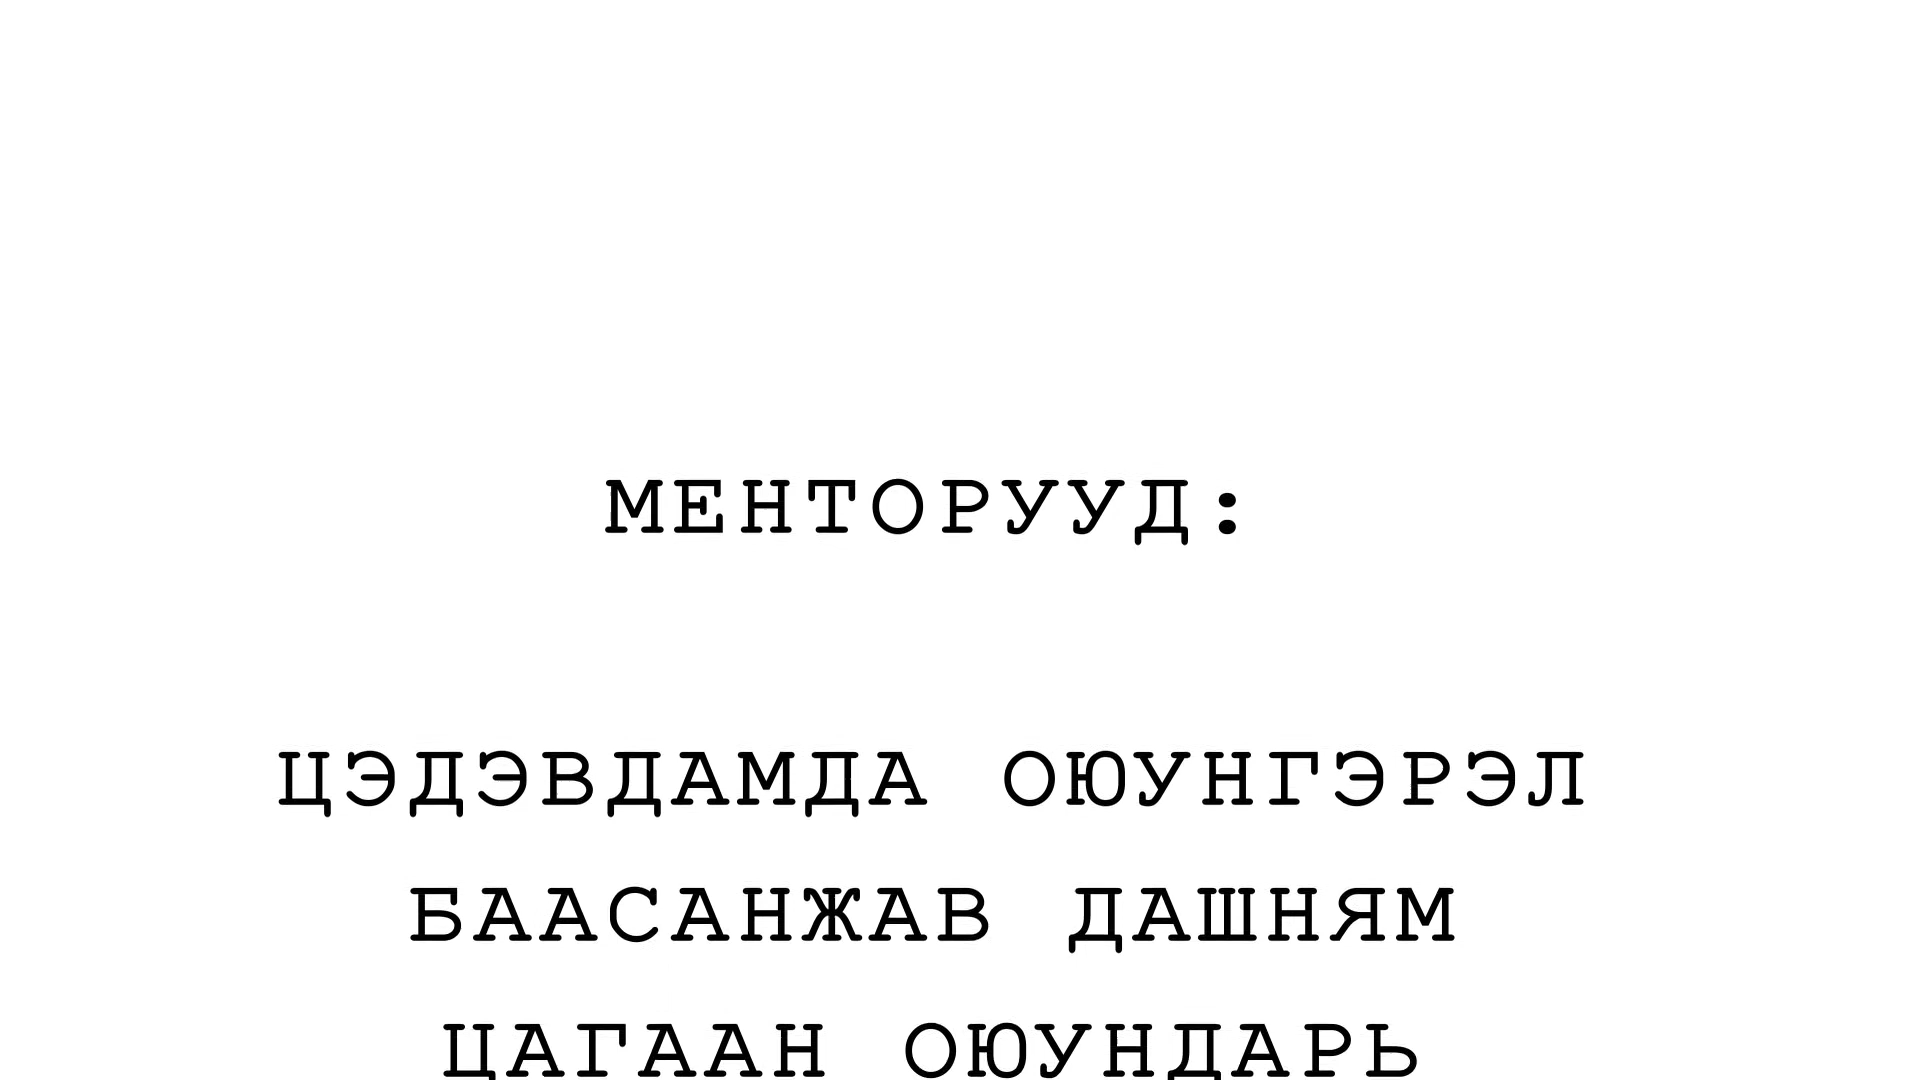 МЕНТОРУУД:
ЦЭДЭВДАМДА ОЮУНГЭРЭЛ
БААСАНЖАВ ДАШНЯМ
ЦАГААН ОЮУНДАРЬ